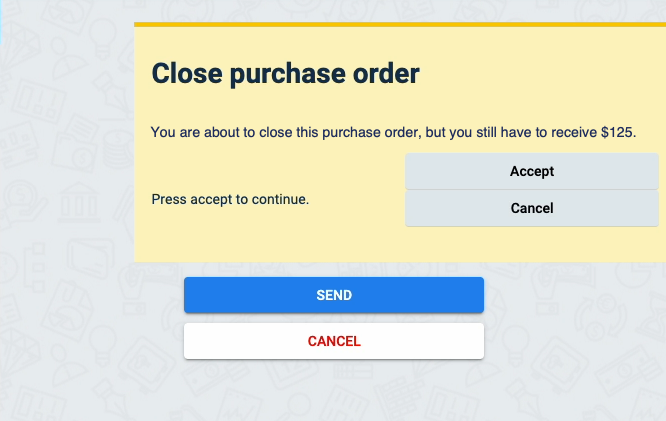 Close purchase order
You are about to close this purchase order, but you still have to receive $125.
Accept
Press accept to continue.
Cancel
SEND
CANCEL